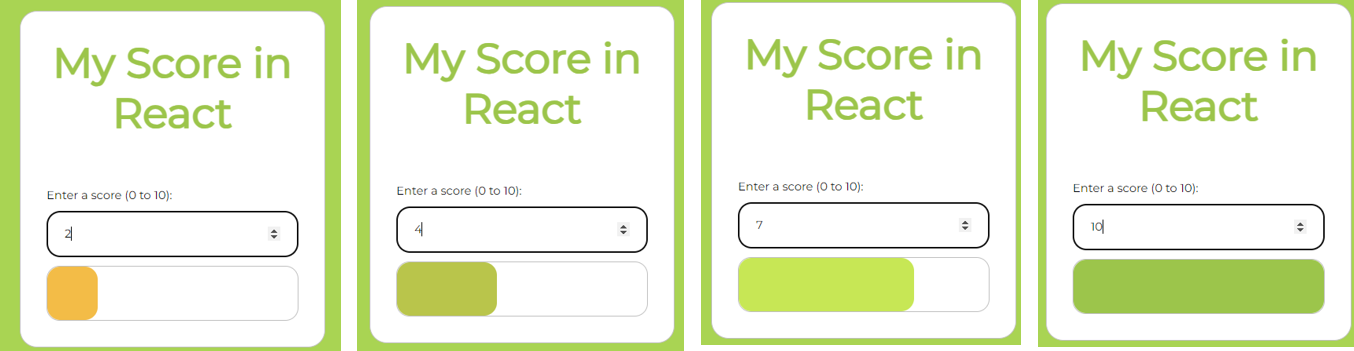 My Score in
React
Enter a score (0 to 10):
2
My Score in
React
Enter a score (0 to 10):
4
My Score in
React
Enter a score (0 to 10):
7
My Score in
React
Enter a score (0 to 10):
10